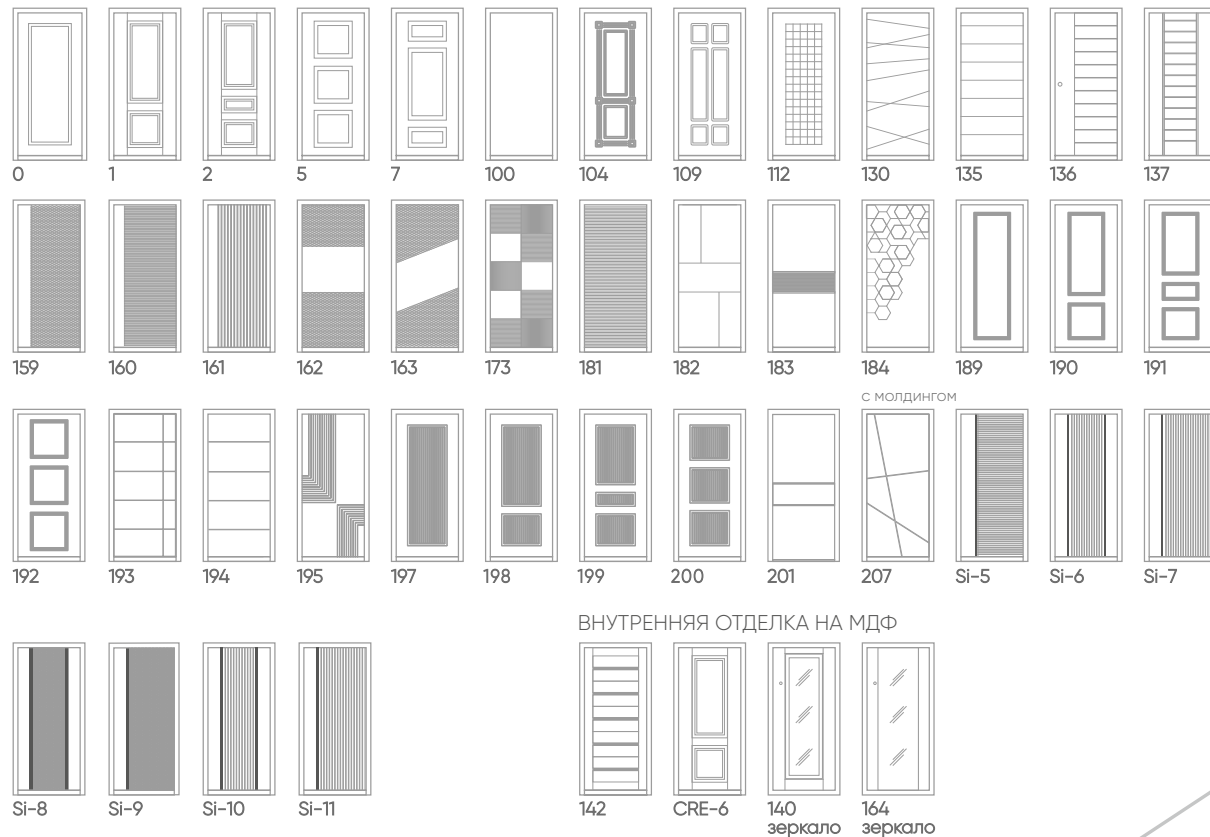 0 1 2 5 7 100 104 109 112 130 135 136 137
159 160 161 162 163 173 181 182 183 184 189 190 191
с молдингом
192 193 194 195 197 198 199 200 201 207 Si-5 Si-6 Si-7
ВНУТРЕННЯЯ ОТДЕЛКА НА МДФ
Si-8 Si-9 Si-10 Si-11 142 CRE-6 140 164
зеркало зеркало